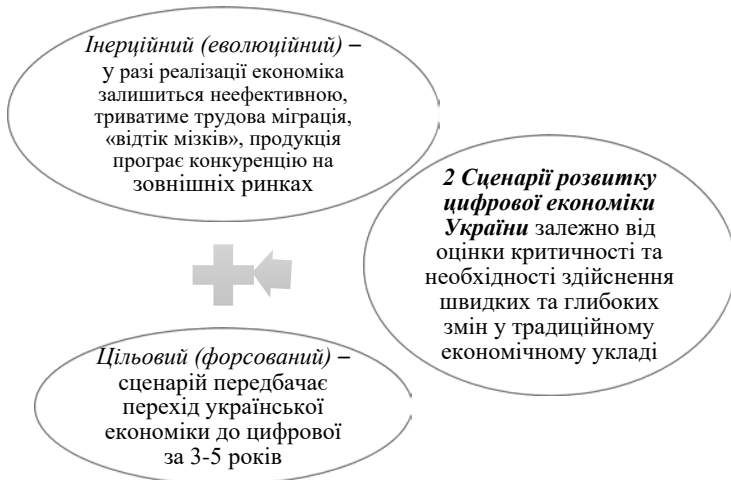 Інерційний (еволюційний) –
у разі реалізації економіка
залишиться неефективною,
триватиме трудова міграція,
«відтік мізків», продукція
програє конкуренцію на
зовнішніх ринках
2 Сценарії розвитку
цифрової економіки
України залежно від
оцінки критичності та
необхідності здійснення
швидких та глибоких
змін у традиційному
економічному укладі
Цільовий (форсований) –
сценарій передбачає
перехід української
економіки до цифрової
за 3-5 років